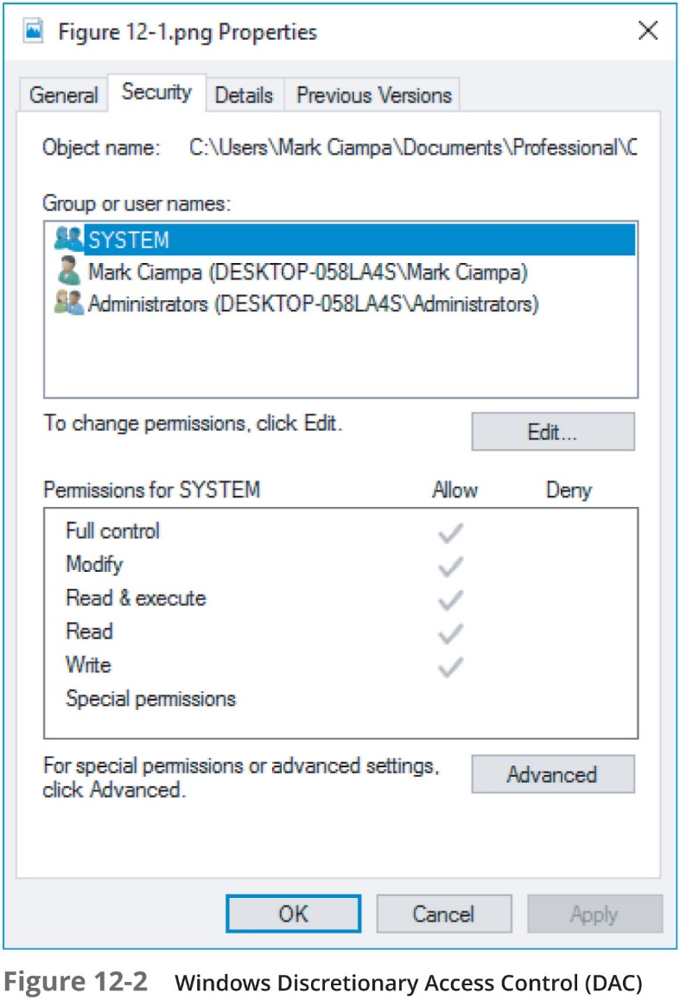 Figure 12-1.png Properties
General Security Details Previous Versions
Object name: C:\Users\Mark Ciampa\Documents\Professional\C
Group or user names:
SYSTEM
Mark Ciampa (DESKTOP-058LA4S\Mark Ciampa)
Administrators (DESKTOP-058LA4S\Administrators)
To change permissions, click Edit.
Edit...
Permissions for SYSTEM Allow Deny
Full control
Modify
Read & execute
Read
Write
Special permissions
For special permissions or advanced settings,
click Advanced.
Advanced
OK Cancel Apply
Figure 12-2 Windows Discretionary Access Control (DAC)